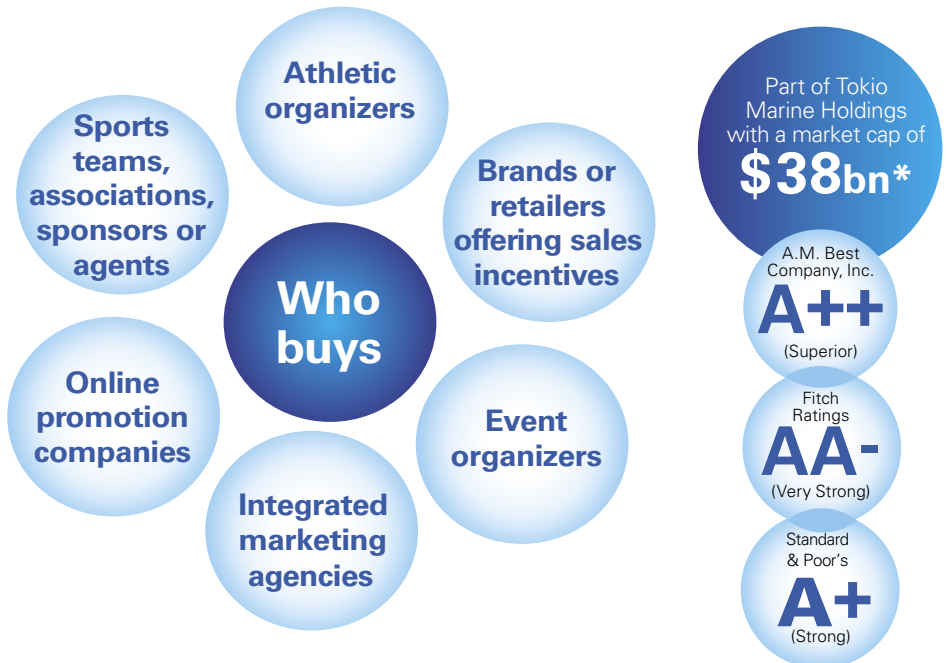 Athletic
organizers
Sports
teams,
associations,
sponsors or
agents
Brands or
retailers
offering sales
incentives
Who
buys
Online
promotion
companies
Event
organizers
Integrated
marketing
agencies
Part of Tokio
Marine Holdings
with a market cap of
$38bn*
A.M. Best
Company, Inc.
A++
(Superior)
Fitch
Ratings
AA-
(Very Strong)
Standard
& Poor's
A+
(Strong)